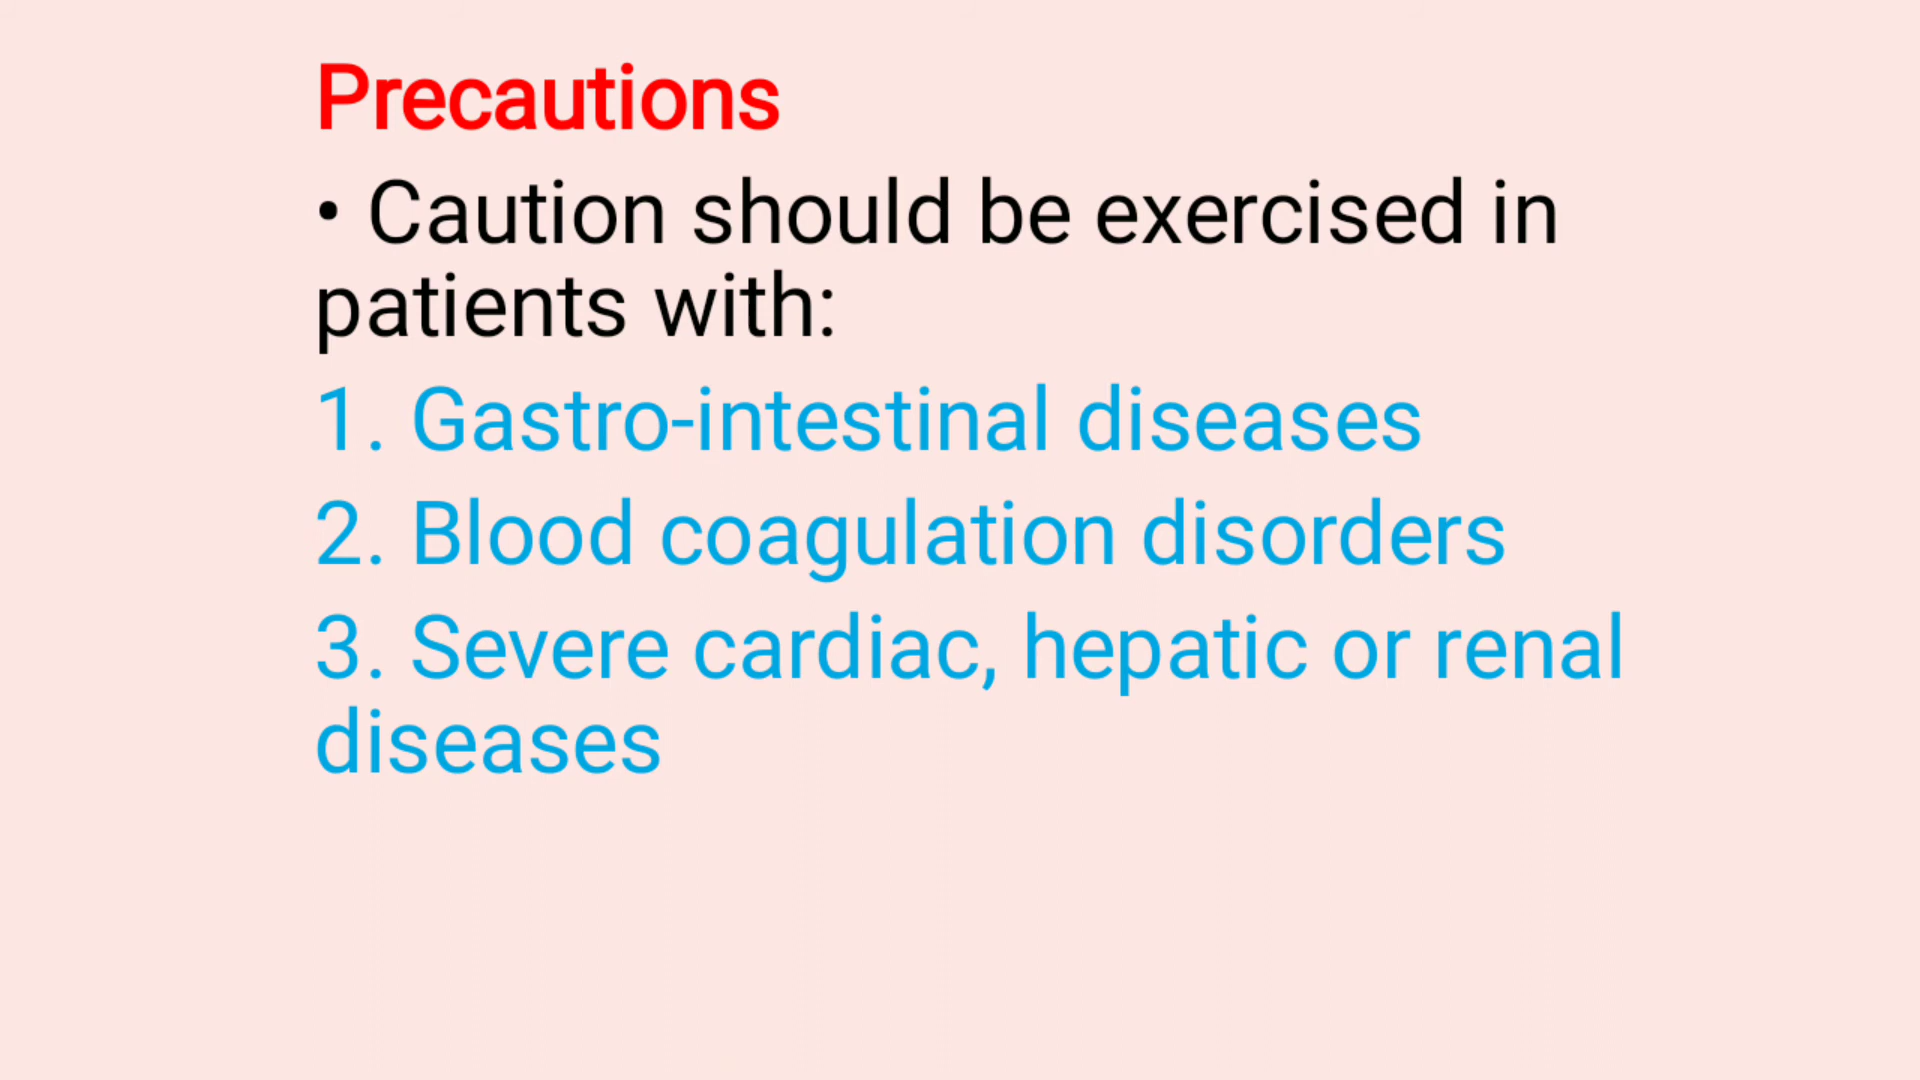 Precautions
• Caution should be exercised in
patients with:
1. Gastro-intestinal diseases
2. Blood coagulation disorders
3. Severe cardiac, hepatic or renal
diseases